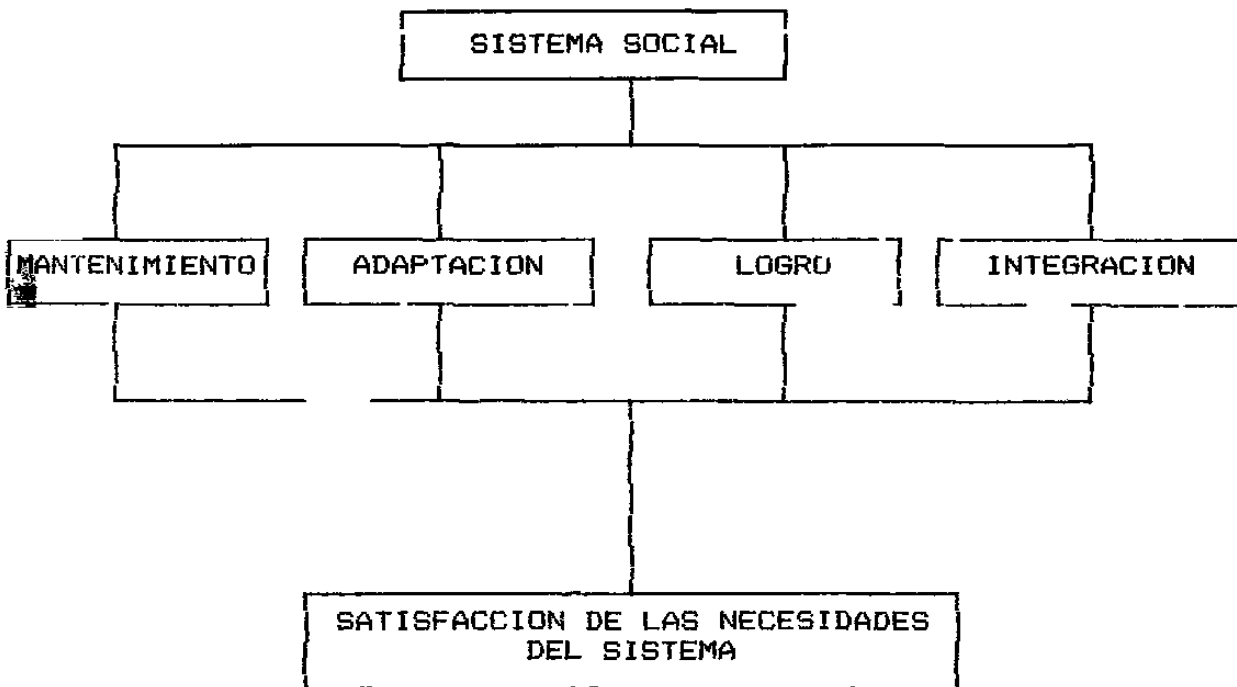 SISTEMA SOCIAL
MANTENIMIENTO
ADAPTACION
LOGRO
INTEGRACION
SATISFACCION DE LAS NECESIDADES
DEL SISTEMA